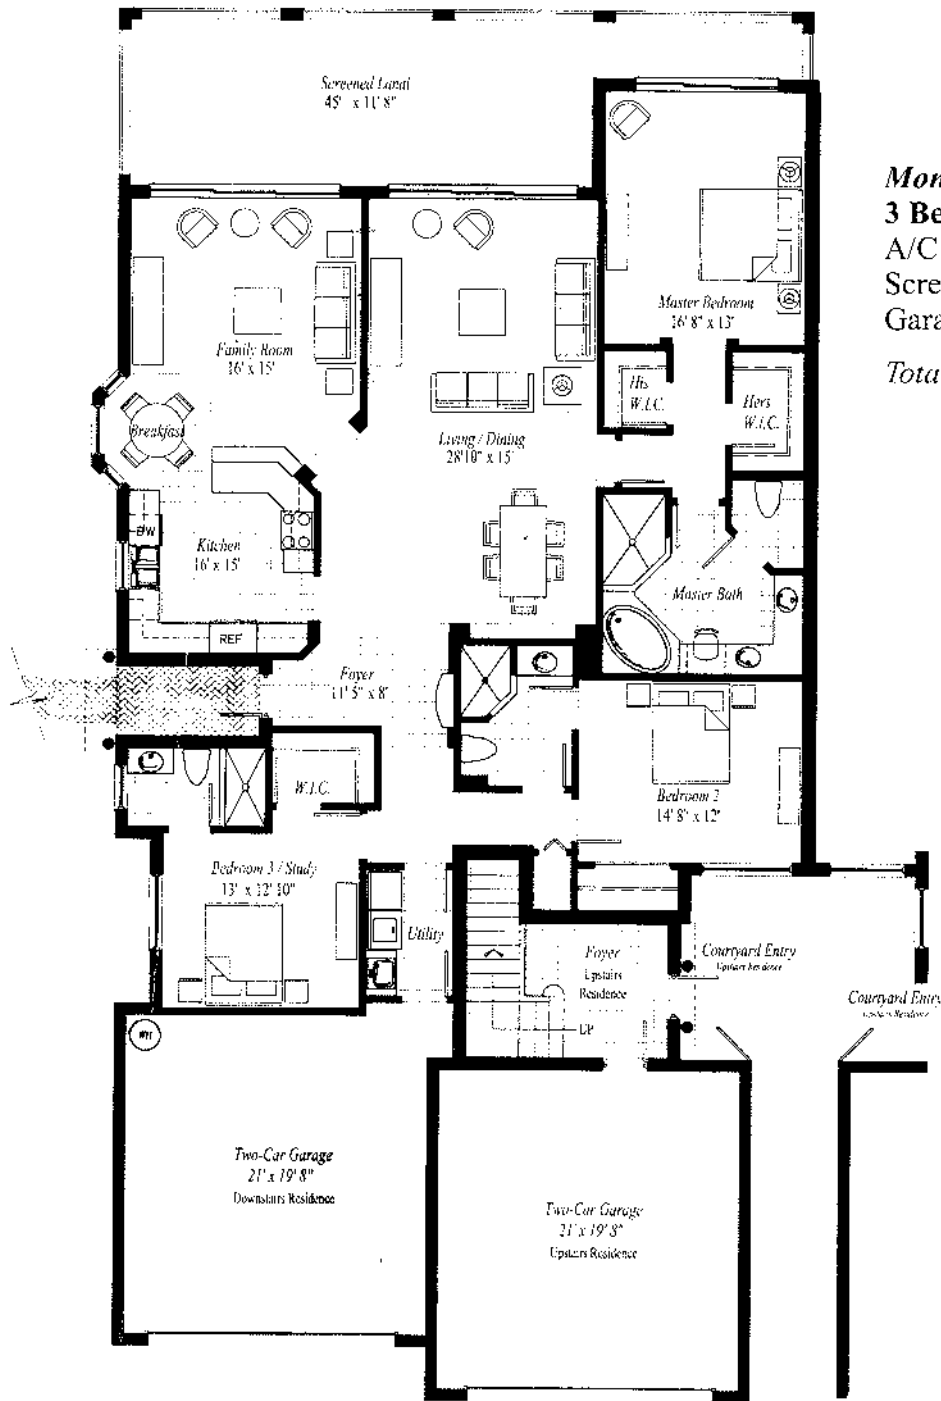 Screened Lanai
45' x 11' 8"
Mon
3 Be
A/C
Scre
Gara
Tota
Master Bedroom
16' 8" x 13'
Family Room
16' x 15'
His
W.I.C.
Hers
W.I.C.
Breakfast
Living / Dining
28'10" x 15'
DW
Kitchen
16' x 15'
Master Bath
REF
Foyer
11' 5" x 8'
W.I.C.
Bedroom 2
14' 8" x 12'
Bedroom 3 / Study
13' x 12' 10"
Utility
Foyer
Upstairs
Residence
UP
Courtyard Entry
Upstairs Residence
Courtyard Entry
Upstairs Residence
WH
Two-Car Garage
21' x 19' 8"
Downstairs Residence
Two-Car Garage
21' x 19' 8"
Upstairs Residence